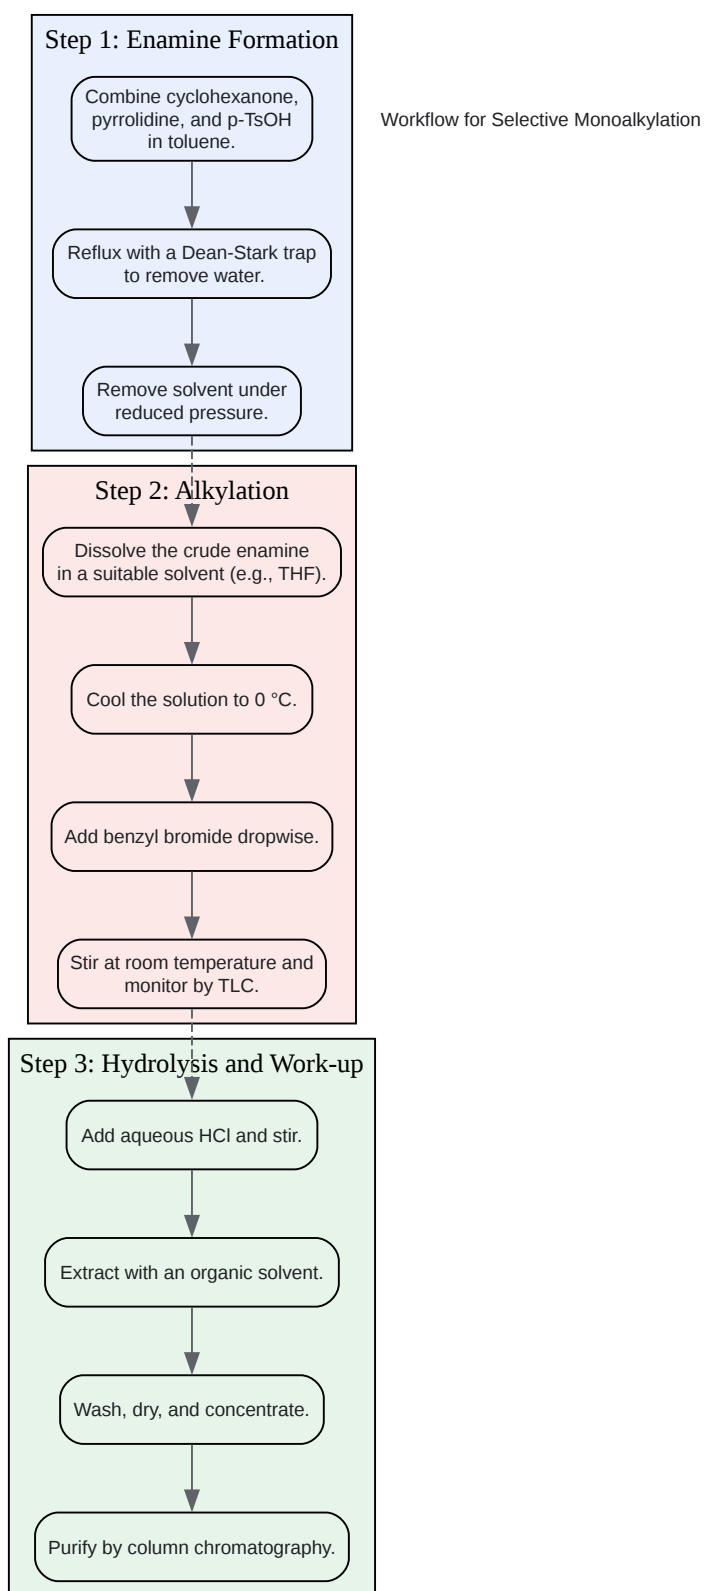 Step 1: Enamine Formation
Combine cyclohexanone,
pyrrolidine, and p-TsOH
in toluene.
Workflow for Selective Monoalkylation
Reflux with a Dean-Stark trap
to remove water.
Remove solvent under
reduced pressure.
Step 2: Alkylation
Dissolve the crude enamine
in a suitable solvent (e.g., THF).
Cool the solution to 0 °C.
Add benzyl bromide dropwise.
Stir at room temperature and
monitor by TLC.
Step 3: Hydrolysis and Work-up
Add aqueous HCl and stir.
Extract with an organic solvent.
Wash, dry, and concentrate.
Purify by column chromatography.